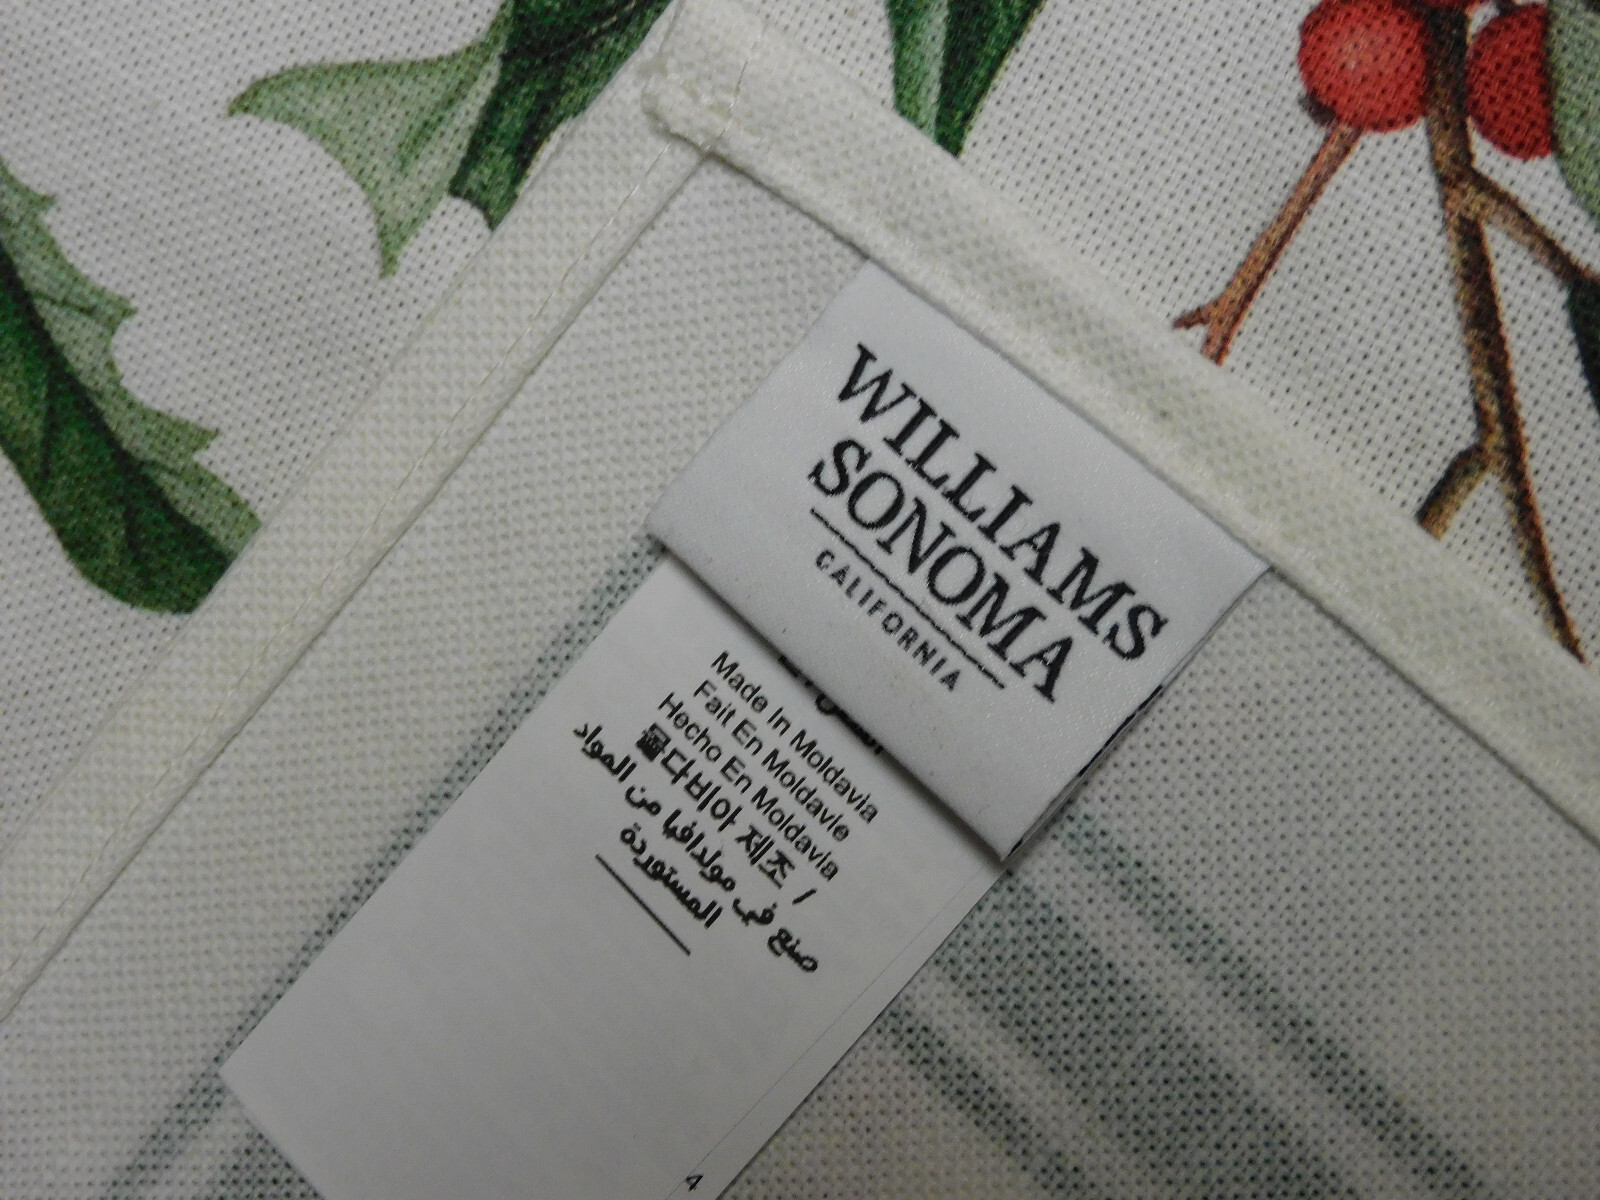 WILLIAMS
SONOMA
CALIFORNIA
Made In Moldavia
Fait En Moldavie
Hecho En Moldavia
몰다비아 제조 /
صنع في مولدافيا من المواد
المستوردة
4